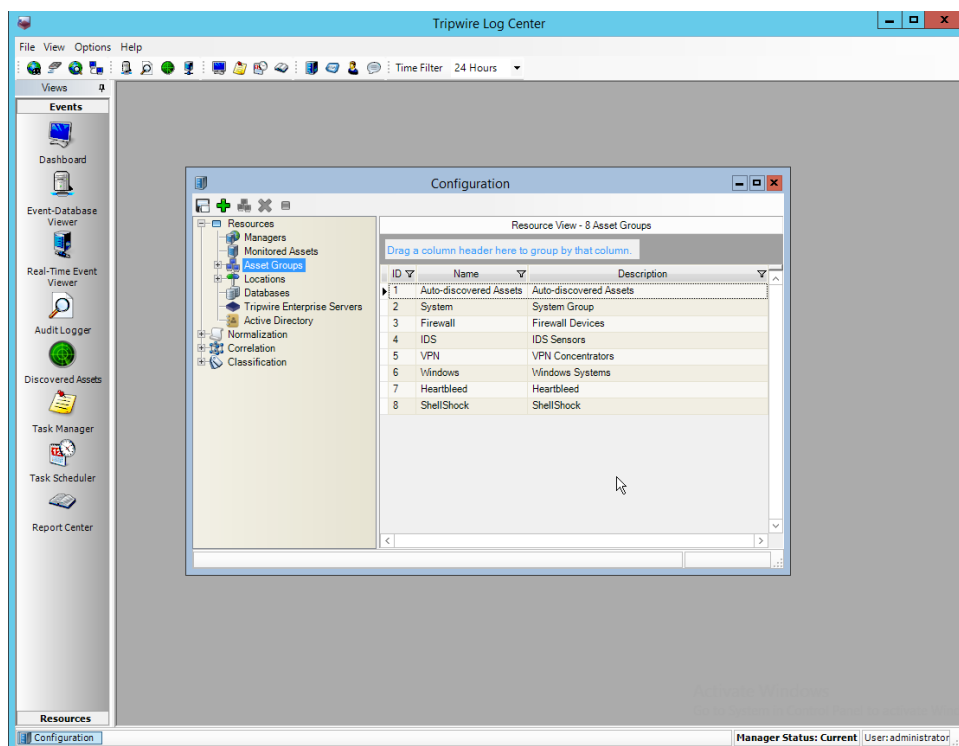 Tripwire Log Center
File View Options Help
Time Filter 24 Hours
Views
Events
Dashboard
Event-Database
Viewer
Real-Time Event
Viewer
Audit Logger
Discovered Assets
Task Manager
Task Scheduler
Report Center
Resources
Configuration
Resources
Managers
Monitored Assets
Asset Groups
Locations
Databases
Tripwire Enterprise Servers
Active Directory
Normalization
Correlation
Classification
Resource View - 8 Asset Groups
Drag a column header here to group by that column.
ID Name Description
1 Auto-discovered Assets Auto-discovered Assets
2 System System Group
3 Firewall Firewall Devices
4 IDS IDS Sensors
5 VPN VPN Concentrators
6 Windows Windows Systems
7 Heartbleed Heartbleed
8 ShellShock ShellShock
Activate Windows
Configuration
Manager Status: Current User:administrator